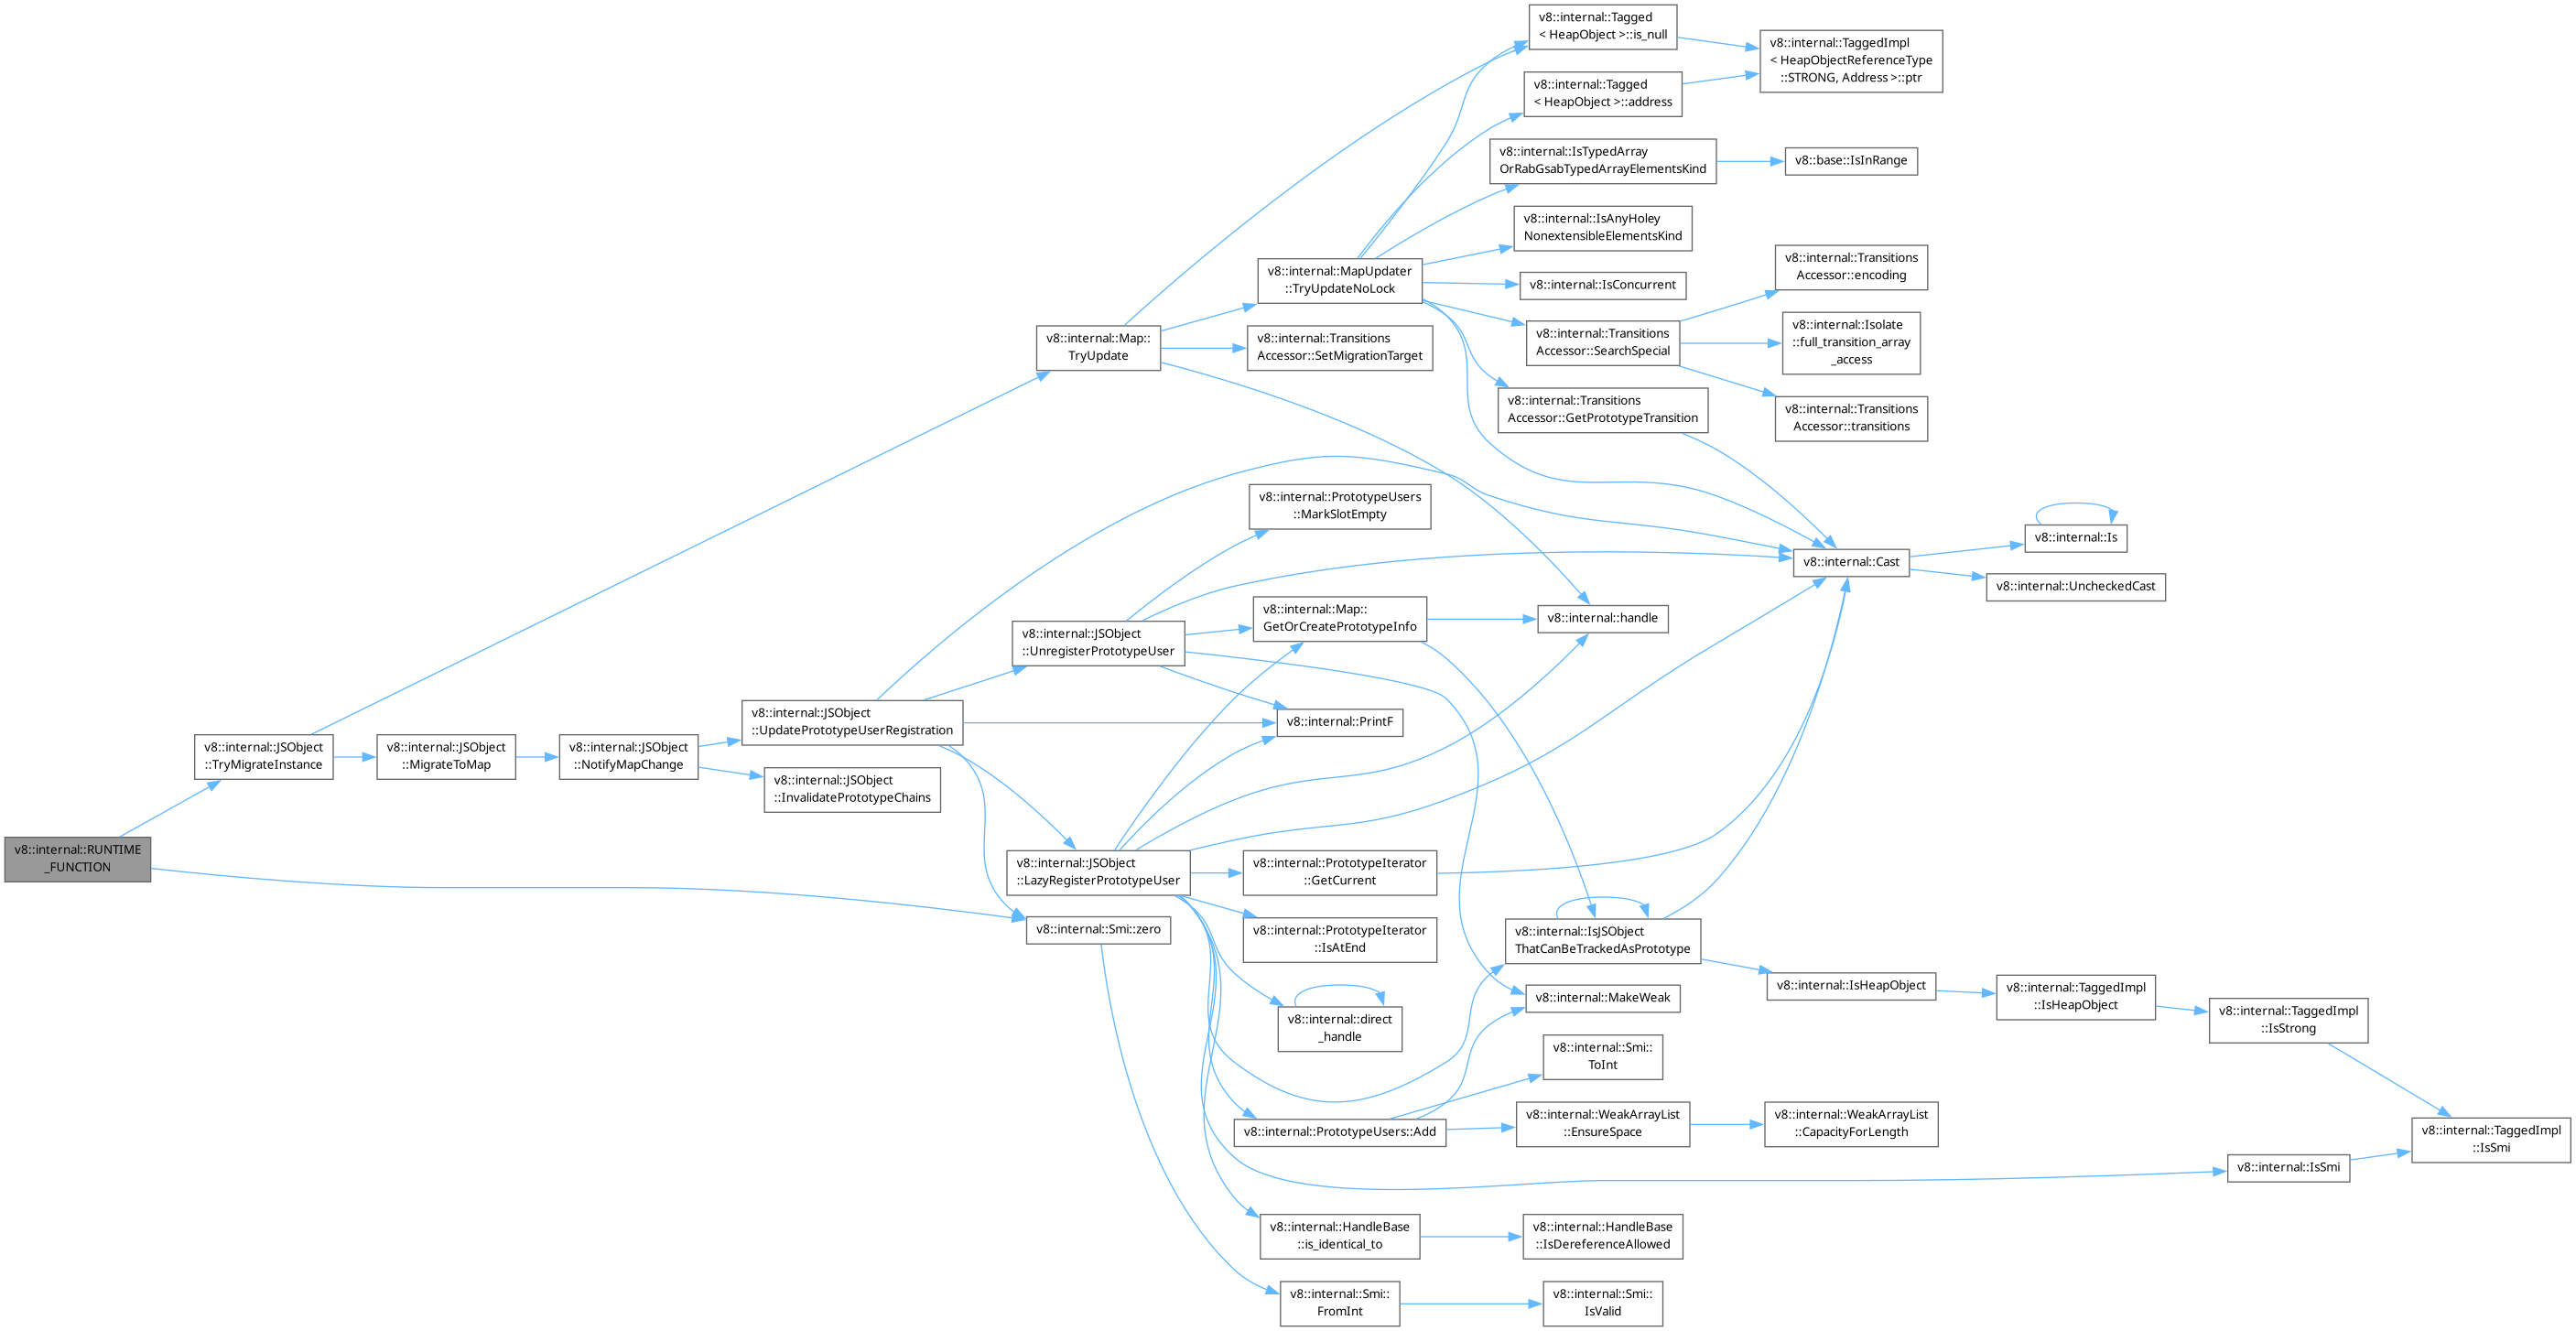 v8::internal::RUNTIME
_FUNCTION
v8::internal::JSObject
::TryMigrateInstance
v8::internal::JSObject
::MigrateToMap
v8::internal::JSObject
::NotifyMapChange
v8::internal::JSObject
::UpdatePrototypeUserRegistration
v8::internal::JSObject
::InvalidatePrototypeChains
v8::internal::Map::
TryUpdate
v8::internal::JSObject
::UnregisterPrototypeUser
v8::internal::JSObject
::LazyRegisterPrototypeUser
v8::internal::Smi::zero
v8::internal::MapUpdater
::TryUpdateNoLock
v8::internal::Transitions
Accessor::SetMigrationTarget
v8::internal::PrototypeUsers
::MarkSlotEmpty
v8::internal::Map::
GetOrCreatePrototypeInfo
v8::internal::PrintF
v8::internal::PrototypeIterator
::GetCurrent
v8::internal::PrototypeIterator
::IsAtEnd
v8::internal::direct
_handle
v8::internal::PrototypeUsers::Add
v8::internal::HandleBase
::is_identical_to
v8::internal::Smi::
FromInt
v8::internal::Tagged
< HeapObject >::is_null
v8::internal::Tagged
< HeapObject >::address
v8::internal::IsTypedArray
OrRabGsabTypedArrayElementsKind
v8::internal::IsAnyHoley
NonextensibleElementsKind
v8::internal::IsConcurrent
v8::internal::Transitions
Accessor::SearchSpecial
v8::internal::Transitions
Accessor::GetPrototypeTransition
v8::internal::handle
v8::internal::IsJSObject
ThatCanBeTrackedAsPrototype
v8::internal::MakeWeak
v8::internal::Smi::
ToInt
v8::internal::WeakArrayList
::EnsureSpace
v8::internal::HandleBase
::IsDereferenceAllowed
v8::internal::Smi::
IsValid
v8::internal::TaggedImpl
< HeapObjectReferenceType
::STRONG, Address >::ptr
v8::base::IsInRange
v8::internal::Transitions
Accessor::encoding
v8::internal::Isolate
::full_transition_array
_access
v8::internal::Transitions
Accessor::transitions
v8::internal::Cast
v8::internal::IsHeapObject
v8::internal::WeakArrayList
::CapacityForLength
v8::internal::Is
v8::internal::UncheckedCast
v8::internal::TaggedImpl
::IsHeapObject
v8::internal::TaggedImpl
::IsStrong
v8::internal::IsSmi
v8::internal::TaggedImpl
::IsSmi